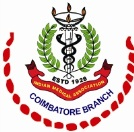 ESTD 1928
INDIAN MEDICAL ASSOCIATION
COIMBATORE BRANCH